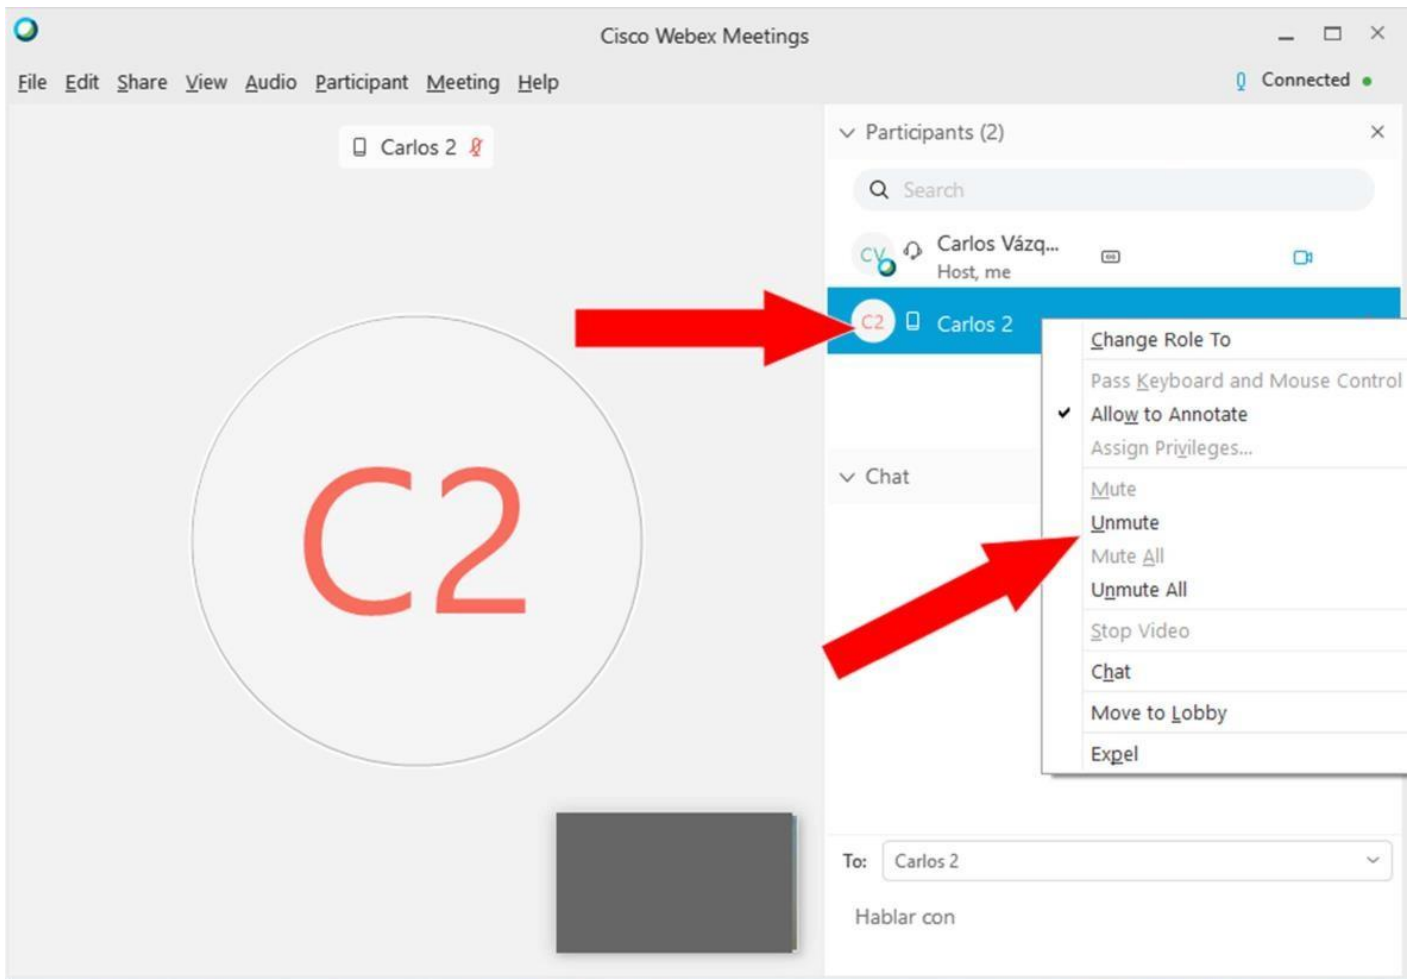 Cisco Webex Meetings
File Edit Share View Audio Participant Meeting Help
Connected
Carlos 2
Participants (2)
Search
CV
Carlos Vázq...
Host, me
C2
Carlos 2
C2
Change Role To
Pass Keyboard and Mouse Control
Allow to Annotate
Assign Privileges...
Chat
Mute
Unmute
Mute All
Unmute All
Stop Video
Chat
Move to Lobby
Expel
To: Carlos 2
Hablar con